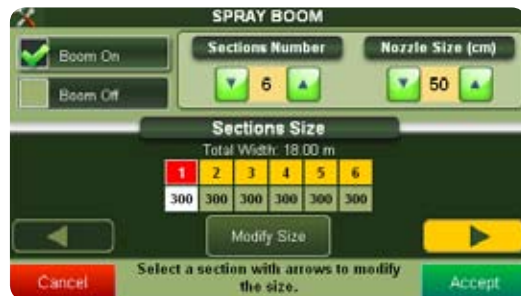 SPRAY BOOM
Boom On
Boom Off
Sections Number
6
Nozzle Size (cm)
50
Sections Size
Total Width: 18.00 m
1 2 3 4 5 6
300 300 300 300 300 300
Modify Size
Cancel
Select a section with arrows to modify
the size.
Accept